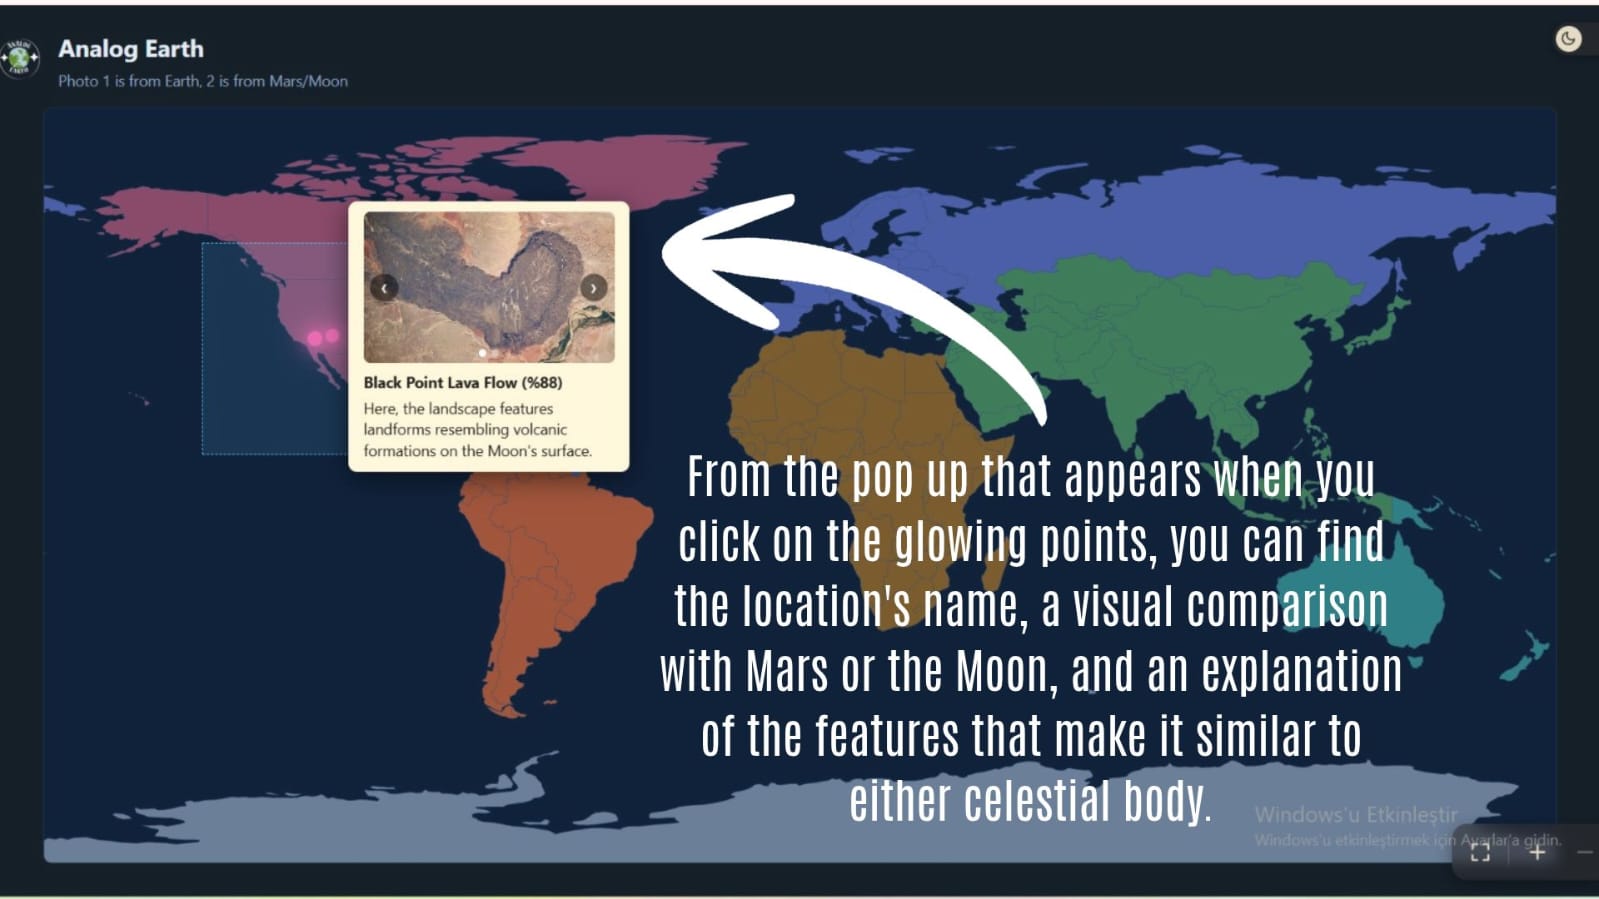 ANALOG
EARTH
Analog Earth
Photo 1 is from Earth, 2 is from Mars/Moon
Black Point Lava Flow (%88)
Here, the landscape features
landforms resembling volcanic
formations on the Moon's surface.
From the pop up that appears when you
click on the glowing points, you can find
the location's name, a visual comparison
with Mars or the Moon, and an explanation
of the features that make it similar to
either celestial body.
Windows'u Etkinleştir
Windows'u etkinleştirmek için Ayarlar'a gidin.